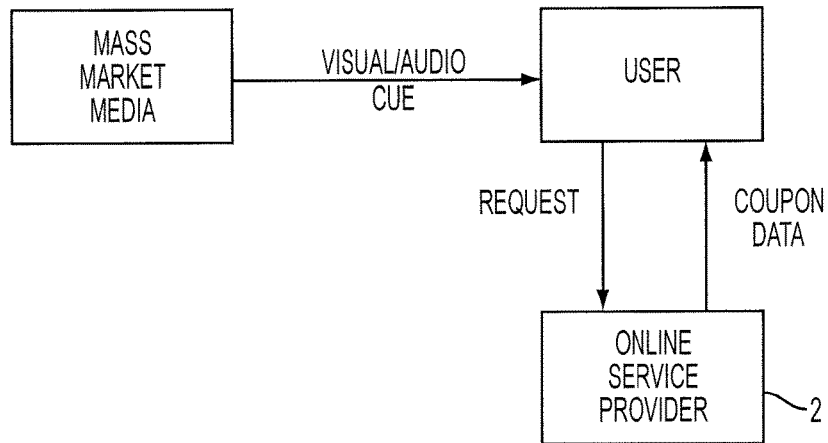 MASS
MARKET
MEDIA
VISUAL/AUDIO
CUE
USER
REQUEST
COUPON
DATA
ONLINE
SERVICE
PROVIDER
2